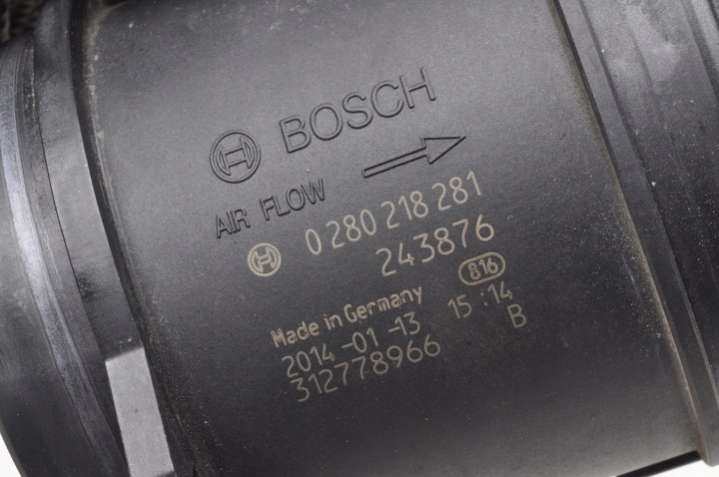 BOSCH
AIR FLOW
0 280 218 281
243876
Made in Germany 816
2014-01-13 15:14
312778966 B